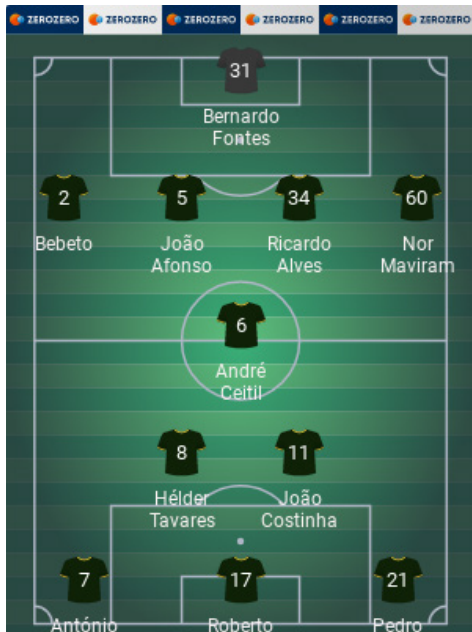 ZEROZERO ZEROZERO ZEROZERO ZEROZERO ZEROZERO ZEROZERO
31
Bernardo
Fontes
2 5 34 60
Bebeto João Ricardo Nor
Afonso Alves Maviram
6
André
Ceitil
8 11
Hélder João
Tavares Costinha
7 17 21
António Roberto Pedro